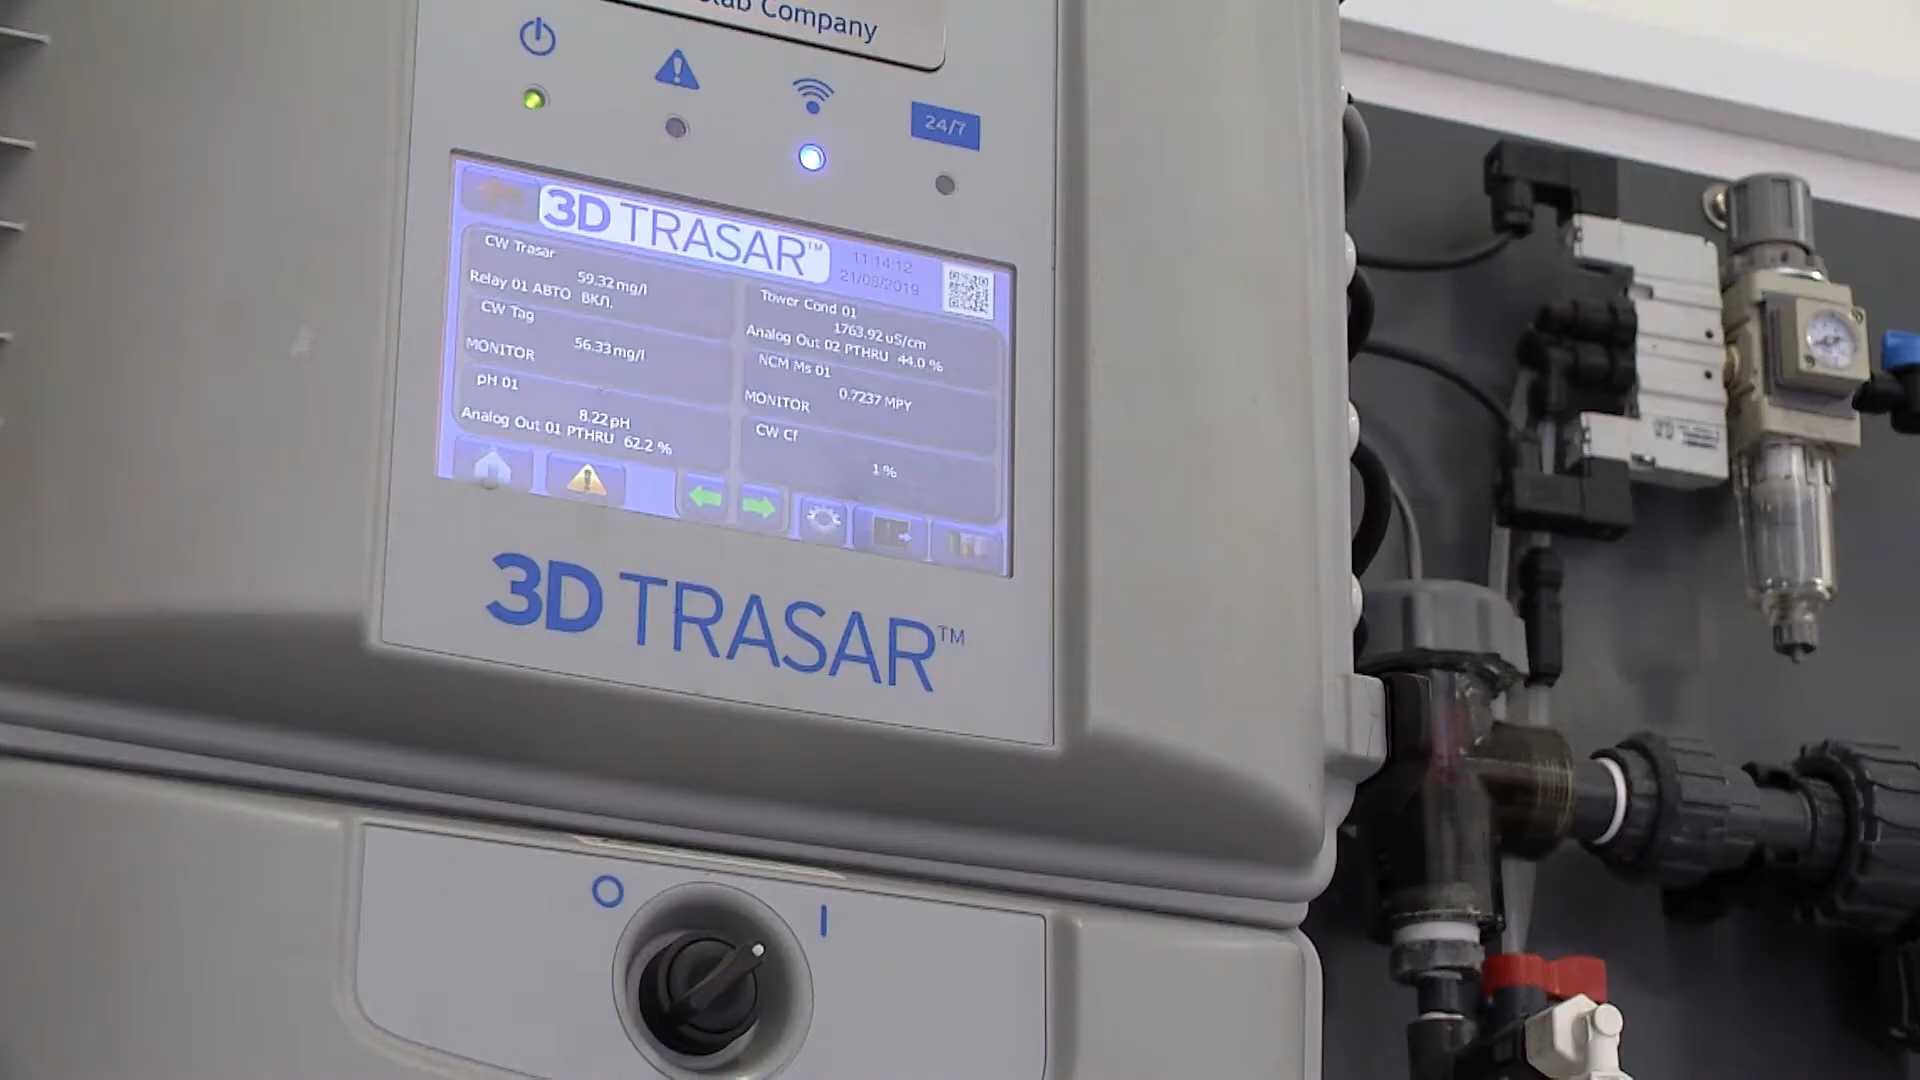 Company
24/7
3D TRASAR™
11:14:12
21/08/2019
CW Trasar
59.32 mg/l
Relay 01 АВТО ВКЛ.
CW Tag
56.33 mg/l
MONITOR
pH 01
8.22 pH
Analog Out 01 PTHRU 62.2 %
Tower Cond 01
1763.92 uS/cm
Analog Out 02 PTHRU 44.0 %
NCM Ms 01
0.7237 MPY
MONITOR
CW Cf
1 %
3D TRASAR™
O
I